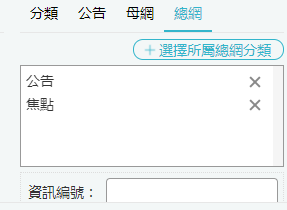 分類 公告 母網 總網
＋選擇所屬總網分類
公告 ×
焦點 ×
資訊編號：